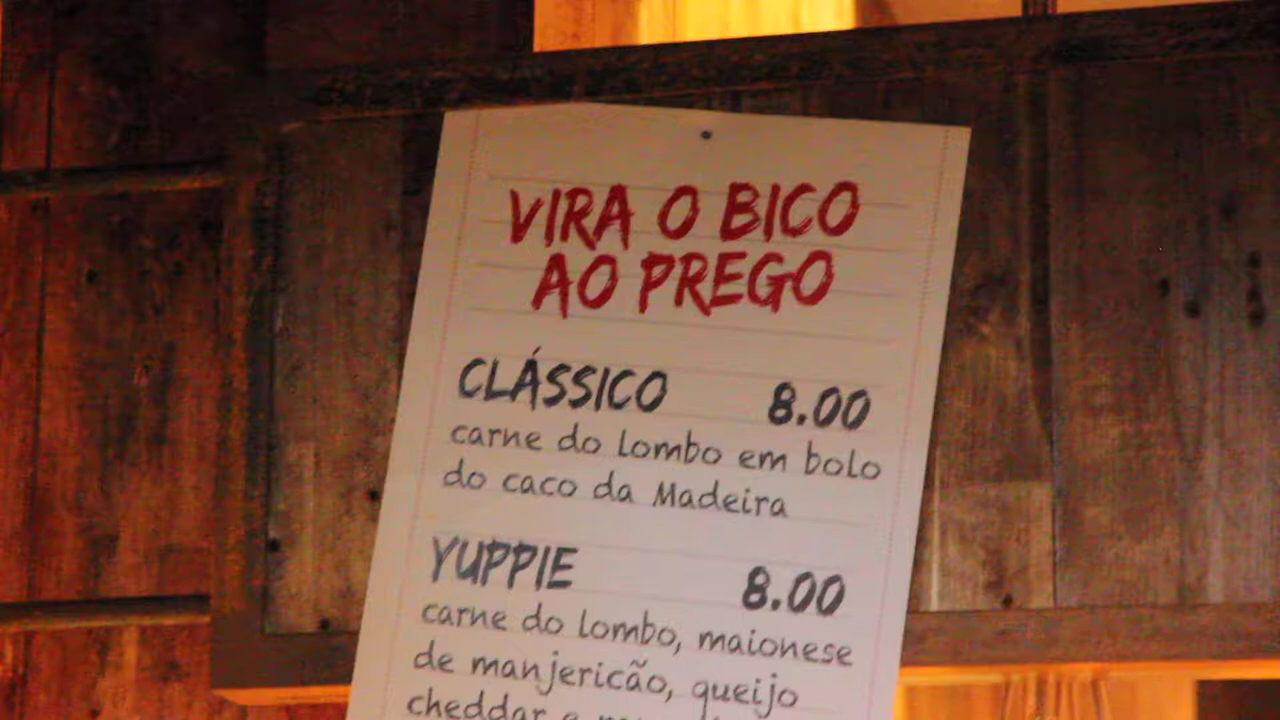 VIRA O BICO
AO PREGO
CLÁSSICO 8.00
carne do lombo em bolo
do caco da Madeira
YUPPIE 8.00
carne do lombo, maionese
de manjericão, queijo
cheddar e